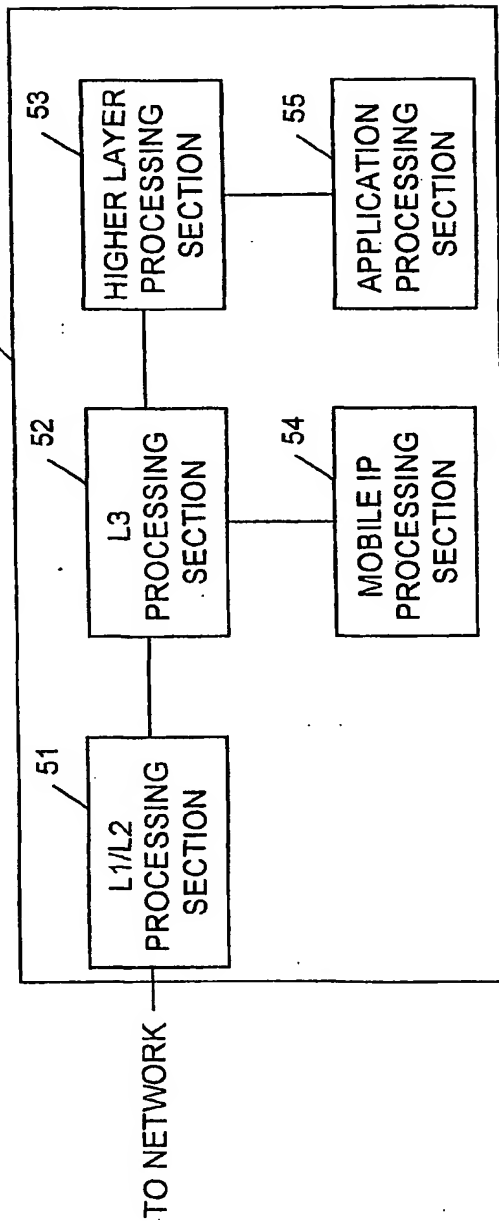 TO NETWORK
51
L1/L2
PROCESSING
SECTION
52
L3
PROCESSING
SECTION
53
HIGHER LAYER
PROCESSING
SECTION
54
MOBILE IP
PROCESSING
SECTION
55
APPLICATION
PROCESSING
SECTION